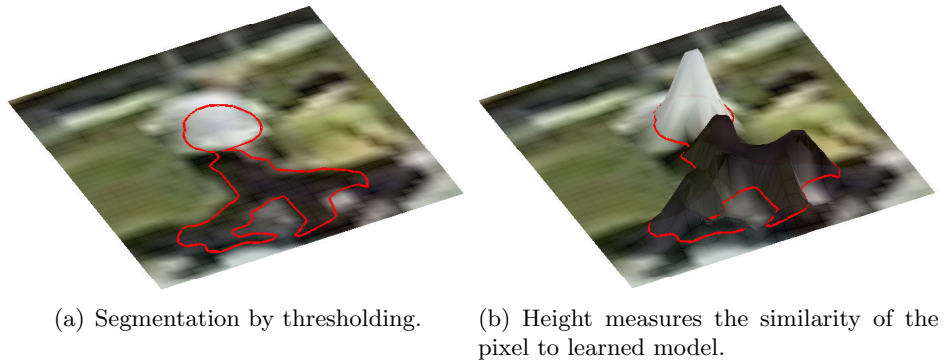 (a) Segmentation by thresholding.
(b) Height measures the similarity of the
pixel to learned model.